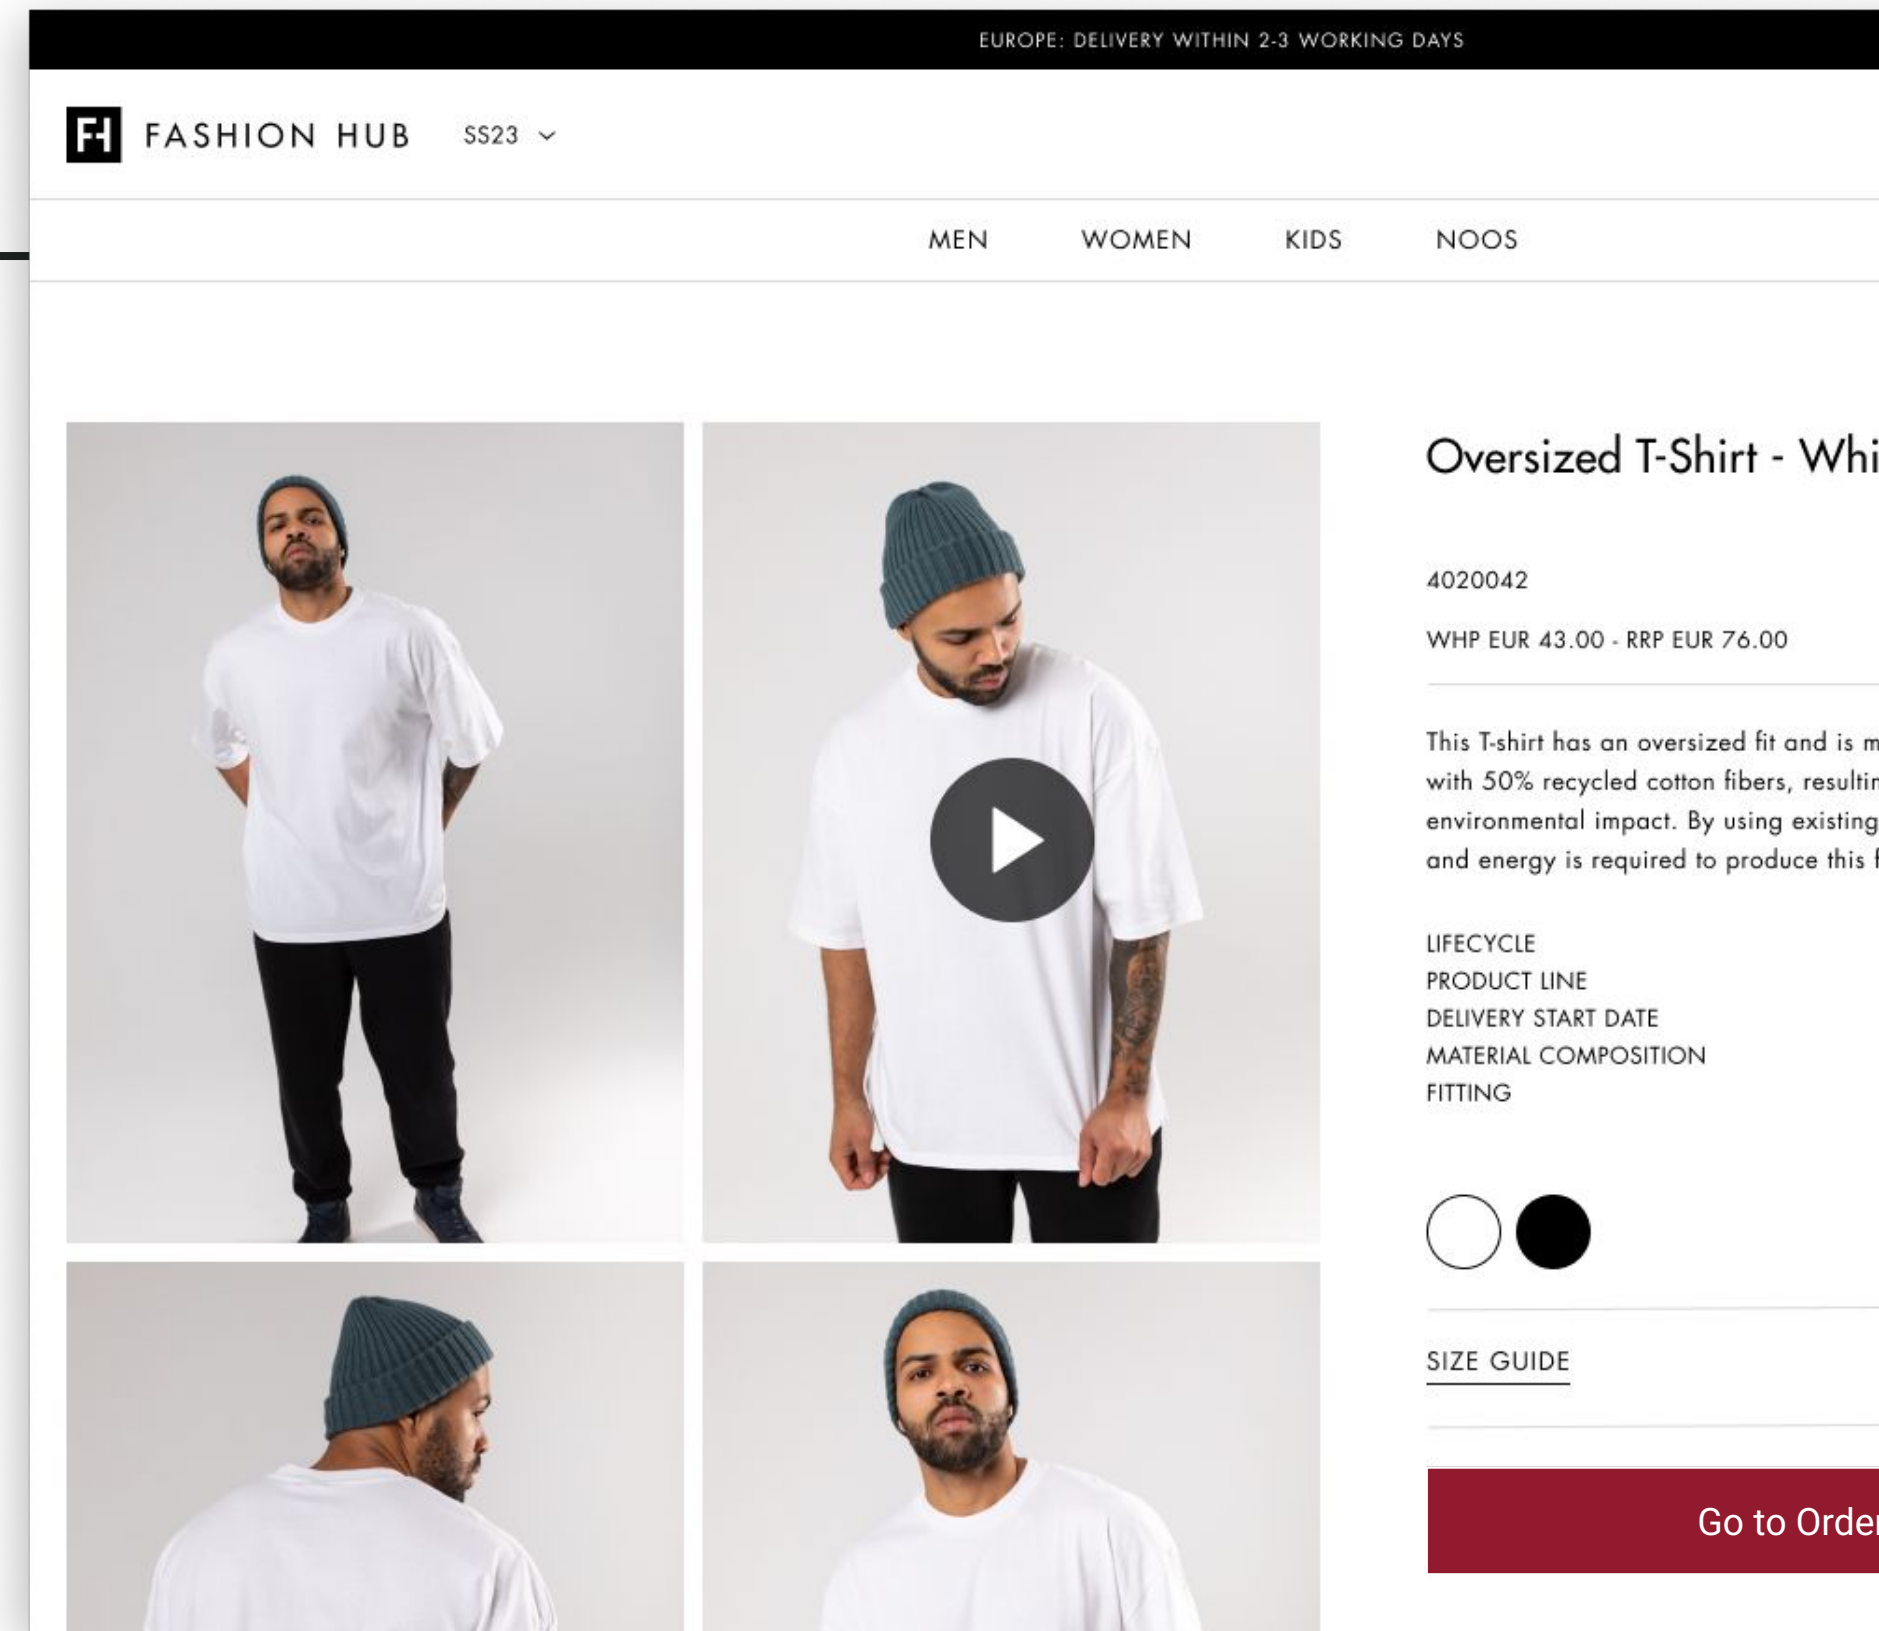 EUROPE: DELIVERY WITHIN 2-3 WORKING DAYS
FH FASHION HUB SS23
MEN WOMEN KIDS NOOS
Oversized T-Shirt -
4020042
WHP EUR 43.00 - RRP EUR 76.00
This T-shirt has an oversized fit and is
with 50% recycled cotton fibers,
environmental impact. By using existing
and energy is required to produce this
LIFECYCLE
PRODUCT LINE
DELIVERY START DATE
MATERIAL COMPOSITION
FITTING
SIZE GUIDE
Go to Order